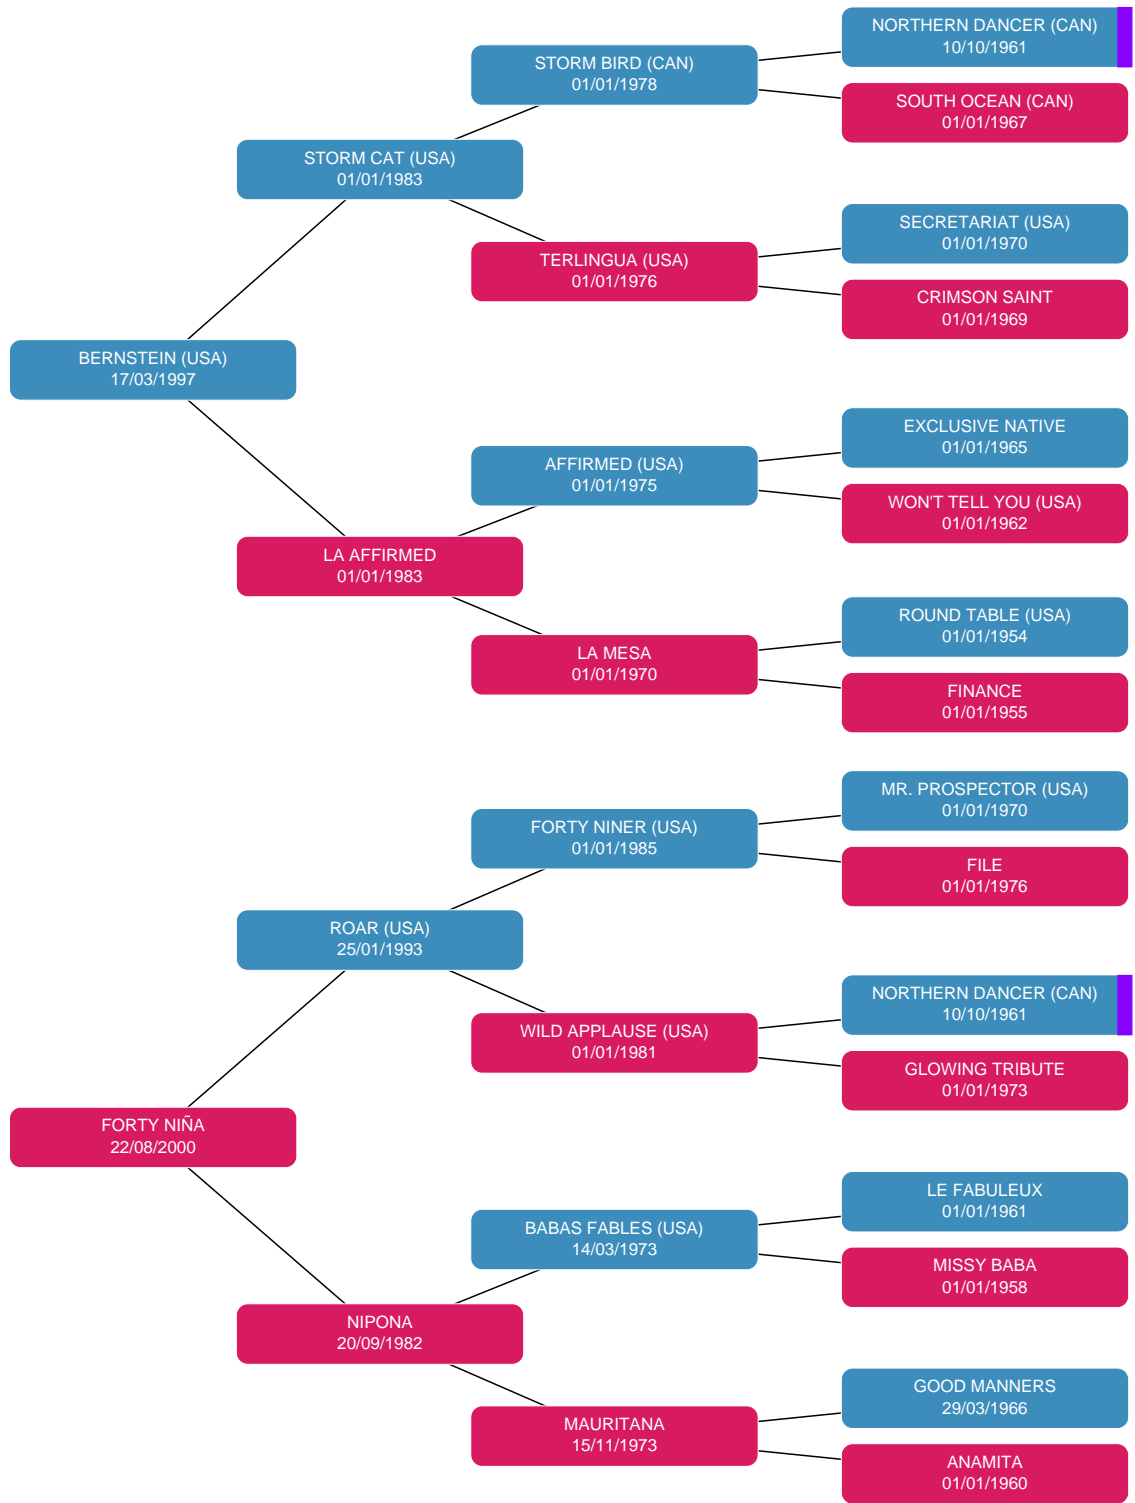 NORTHERN DANCER (CAN)
10/10/1961
STORM BIRD (CAN)
01/01/1978
SOUTH OCEAN (CAN)
01/01/1967
STORM CAT (USA)
01/01/1983
SECRETARIAT (USA)
01/01/1970
TERLINGUA (USA)
01/01/1976
CRIMSON SAINT
01/01/1969
BERNSTEIN (USA)
17/03/1997
EXCLUSIVE NATIVE
01/01/1965
AFFIRMED (USA)
01/01/1975
WON'T TELL YOU (USA)
01/01/1962
LA AFFIRMED
01/01/1983
ROUND TABLE (USA)
01/01/1954
LA MESA
01/01/1970
FINANCE
01/01/1955
MR. PROSPECTOR (USA)
01/01/1970
FORTY NINER (USA)
01/01/1985
FILE
01/01/1976
ROAR (USA)
25/01/1993
NORTHERN DANCER (CAN)
10/10/1961
WILD APPLAUSE (USA)
01/01/1981
GLOWING TRIBUTE
01/01/1973
FORTY NIÑA
22/08/2000
LE FABULEUX
01/01/1961
BABAS FABLES (USA)
14/03/1973
MISSY BABA
01/01/1958
NIPONA
20/09/1982
GOOD MANNERS
29/03/1966
MAURITANA
15/11/1973
ANAMITA
01/01/1960